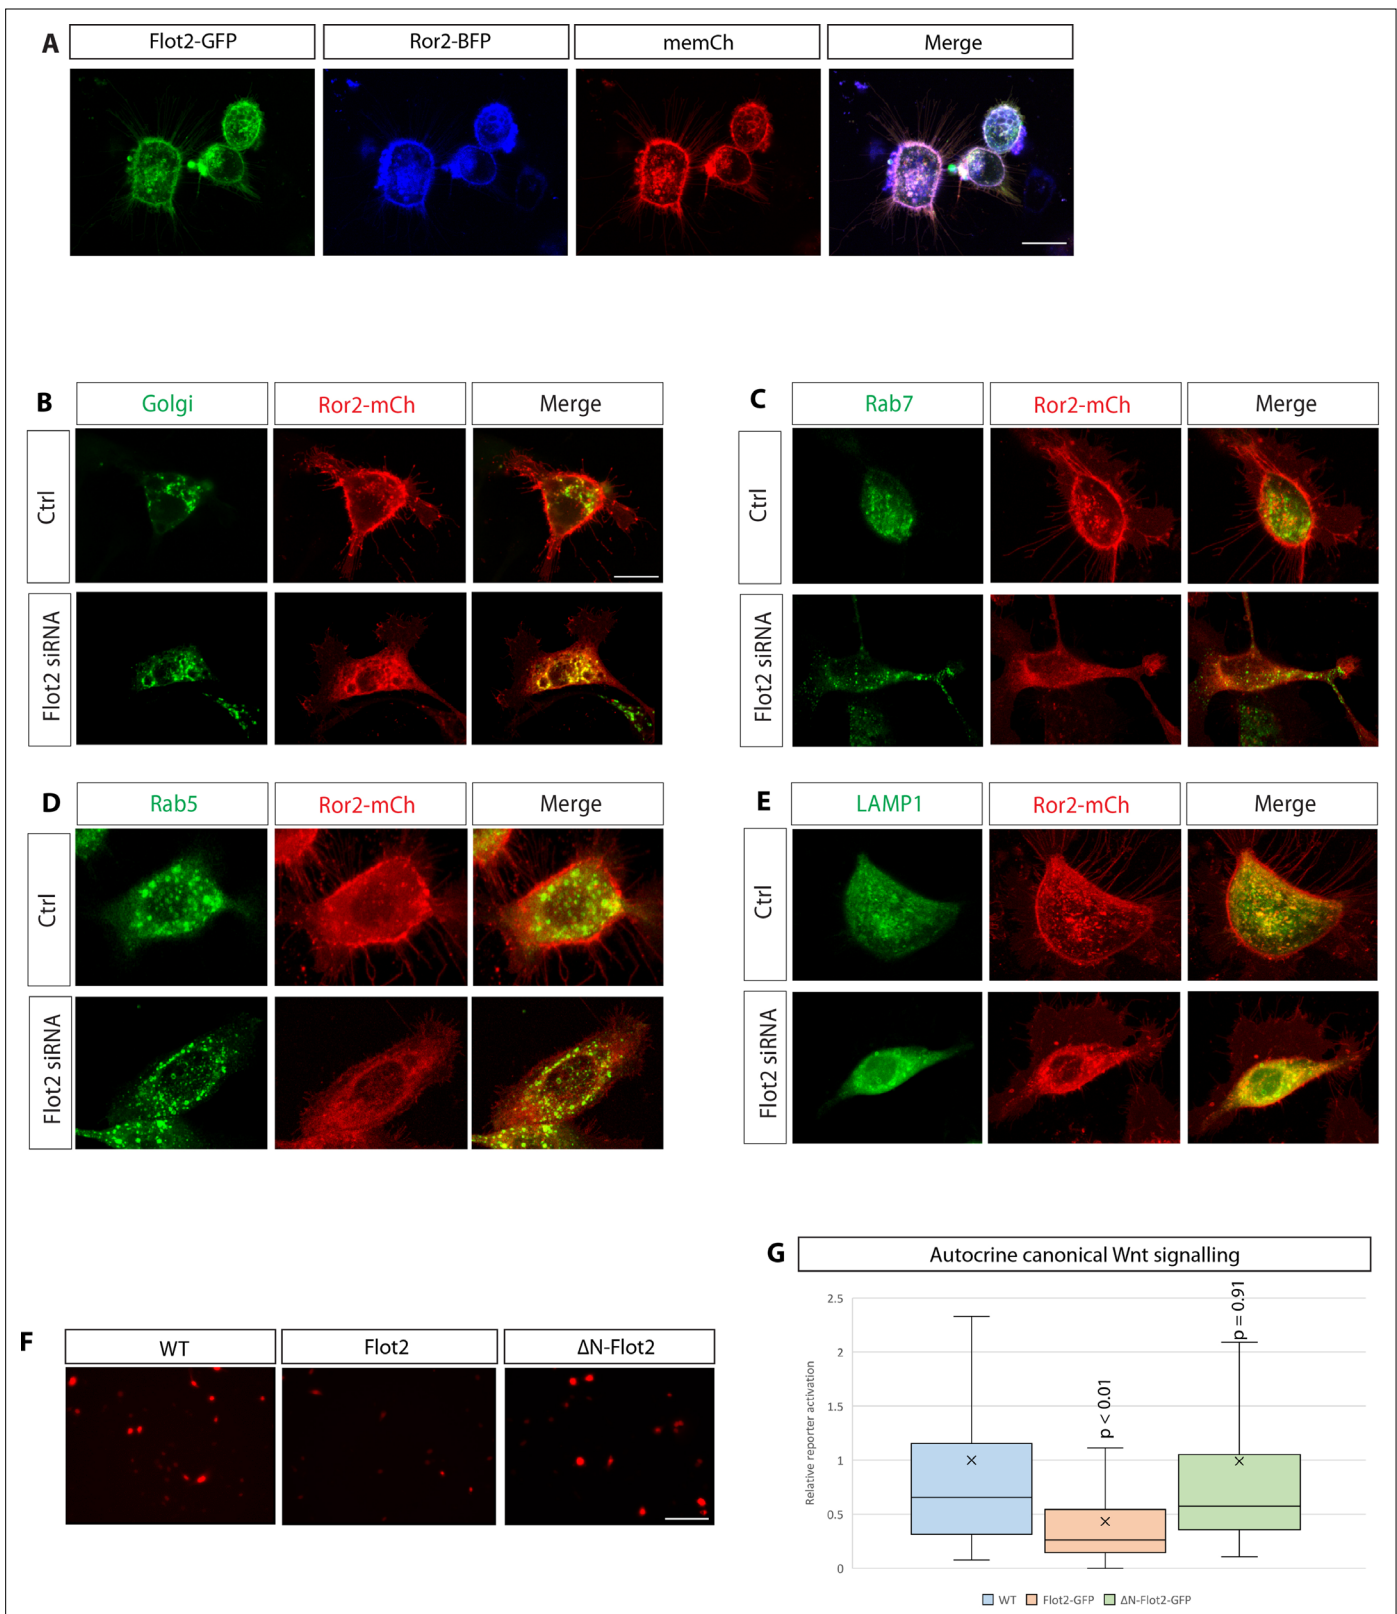 A
Flot2-GFP
Ror2-BFP
memCh
Merge
B
Golgi
Ror2-mCh
Merge
Ctrl
Flot2 siRNA
C
Rab7
Ror2-mCh
Merge
Ctrl
Flot2 siRNA
D
Rab5
Ror2-mCh
Merge
Ctrl
Flot2 siRNA
E
LAMP1
Ror2-mCh
Merge
Ctrl
Flot2 siRNA
F
WT
Flot2
ΔN-Flot2
G
Autocrine canonical Wnt signalling
Relative reporter activation
2.5
2
1.5
1
0.5
0
p < 0.01
p = 0.91
WT
Flot2-GFP
ΔN-Flot2-GFP